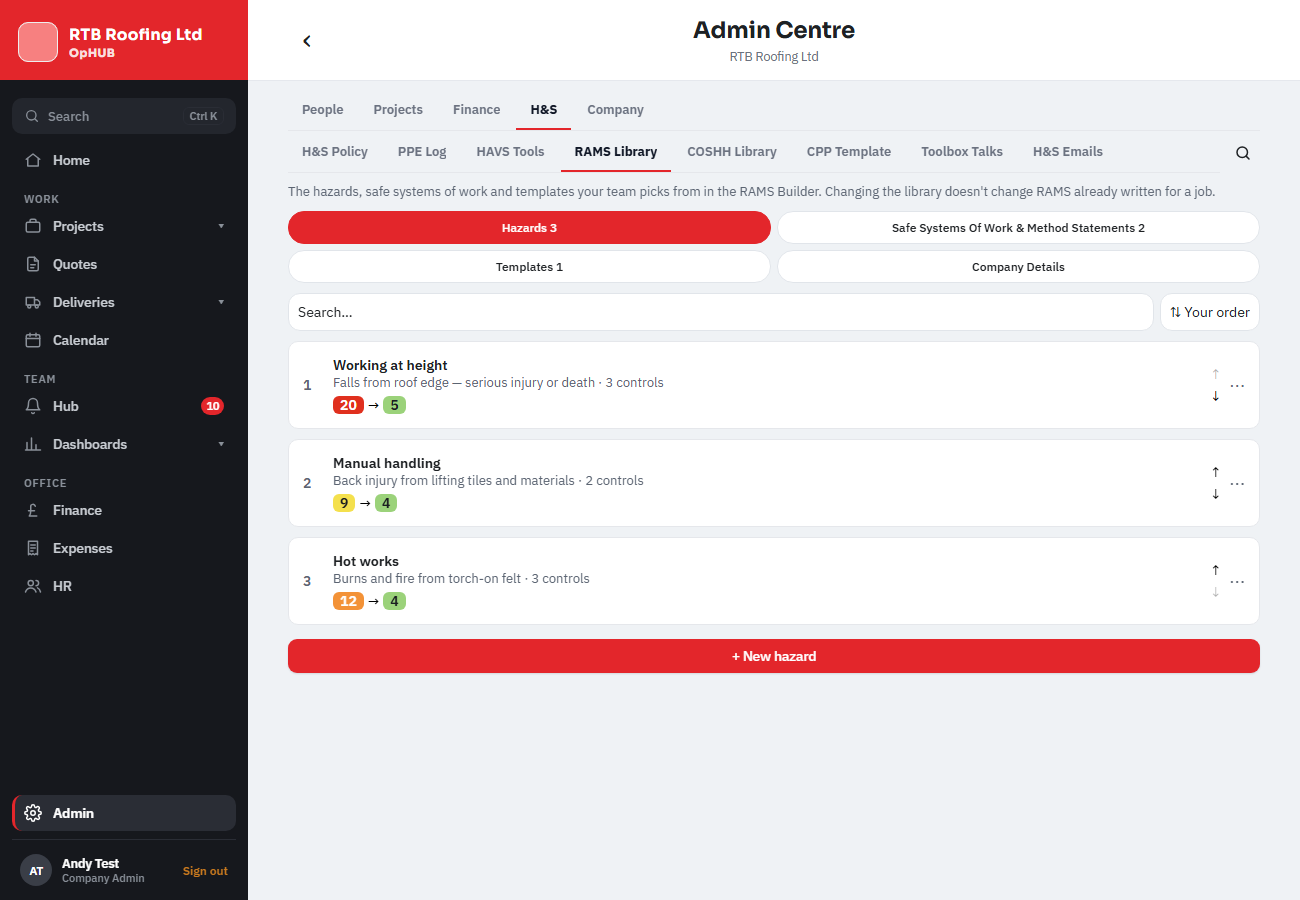 RTB Roofing Ltd
OpHUB
Search
Ctrl K
Home
WORK
Projects
Quotes
Deliveries
Calendar
TEAM
Hub
10
Dashboards
OFFICE
Finance
Expenses
HR
Admin
AT
Andy Test
Company Admin
Sign out
Admin Centre
RTB Roofing Ltd
People
Projects
Finance
H&S
Company
H&S Policy
PPE Log
HAVS Tools
RAMS Library
COSHH Library
CPP Template
Toolbox Talks
H&S Emails
The hazards, safe systems of work and templates your team picks from in the RAMS Builder. Changing the library doesn't change RAMS already written for a job.
Hazards 3
Safe Systems Of Work & Method Statements 2
Templates 1
Company Details
Search...
⇅ Your order
1
Working at height
Falls from roof edge — serious injury or death · 3 controls
20 → 5
↑
↓
...
2
Manual handling
Back injury from lifting tiles and materials · 2 controls
9 → 4
↑
↓
...
3
Hot works
Burns and fire from torch-on felt · 3 controls
12 → 4
↑
↓
...
+ New hazard